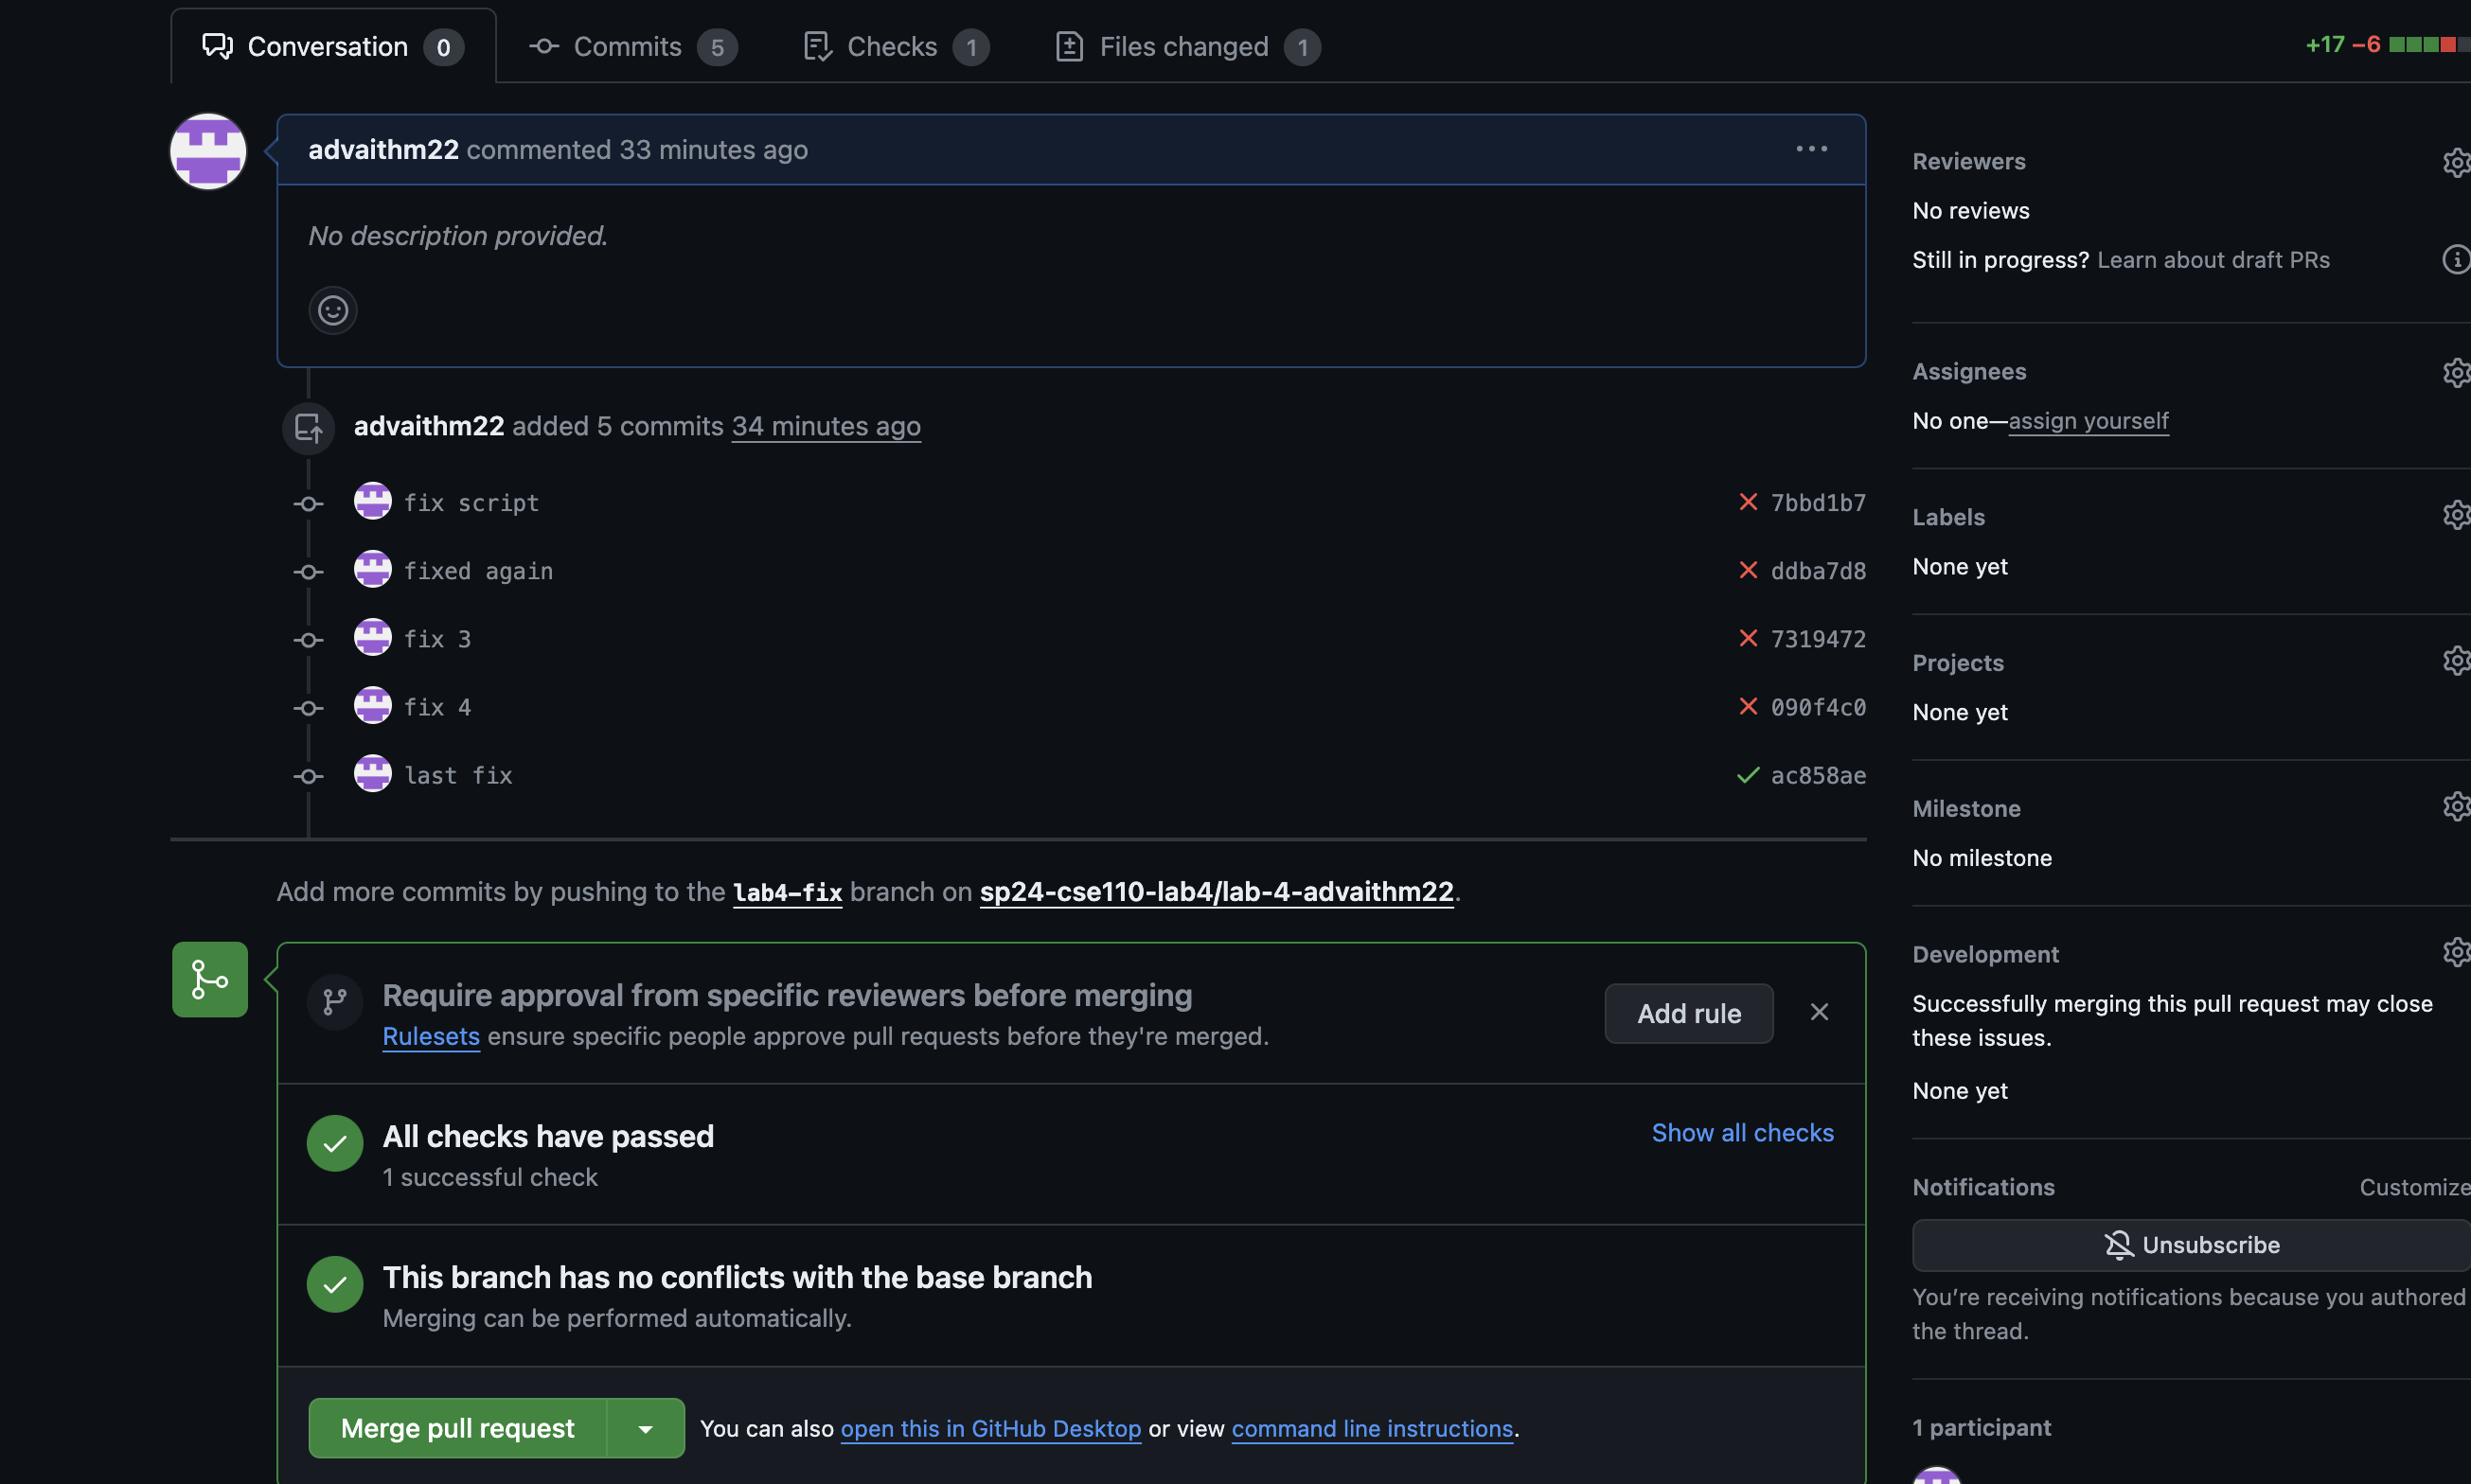 Conversation 0 Commits 5 Checks 1 Files changed 1 +17 −6
advaithm22 commented 33 minutes ago
No description provided.
advaithm22 added 5 commits 34 minutes ago
fix script 7bbd1b7
fixed again ddba7d8
fix 3 7319472
fix 4 090f4c0
last fix ac858ae
Add more commits by pushing to the lab4-fix branch on sp24-cse110-lab4/lab-4-advaithm22.
Require approval from specific reviewers before merging
Rulesets ensure specific people approve pull requests before they're merged.
Add rule
All checks have passed
1 successful check
Show all checks
This branch has no conflicts with the base branch
Merging can be performed automatically.
Merge pull request You can also open this in GitHub Desktop or view command line instructions.
Reviewers
No reviews
Still in progress? Learn about draft PRs
Assignees
No one—assign yourself
Labels
None yet
Projects
None yet
Milestone
No milestone
Development
Successfully merging this pull request may close
these issues.
None yet
Notifications Customize
Unsubscribe
You’re receiving notifications because you authored
the thread.
1 participant